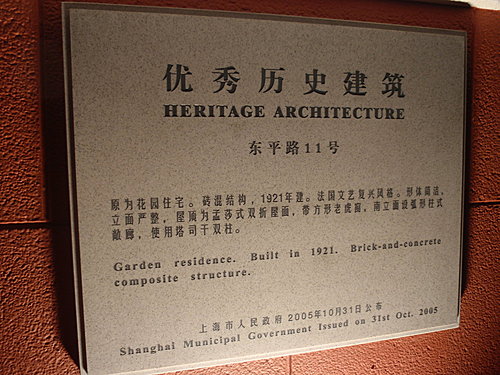 优秀历史建筑
HERITAGE ARCHITECTURE
东平路11号
原为花园住宅。砖混结构，1921年建。法国文艺复兴风格。形体简洁，
立面严整，屋顶为孟莎式双折屋面，带方形老虎窗，南立面设弧形柱式
敞廊，使用塔司干双柱。
Garden residence. Built in 1921. Brick-and-concrete
composite structure.
上海市人民政府 2005年10月31日公布
Shanghai Municipal Government Issued on 31st Oct. 2005